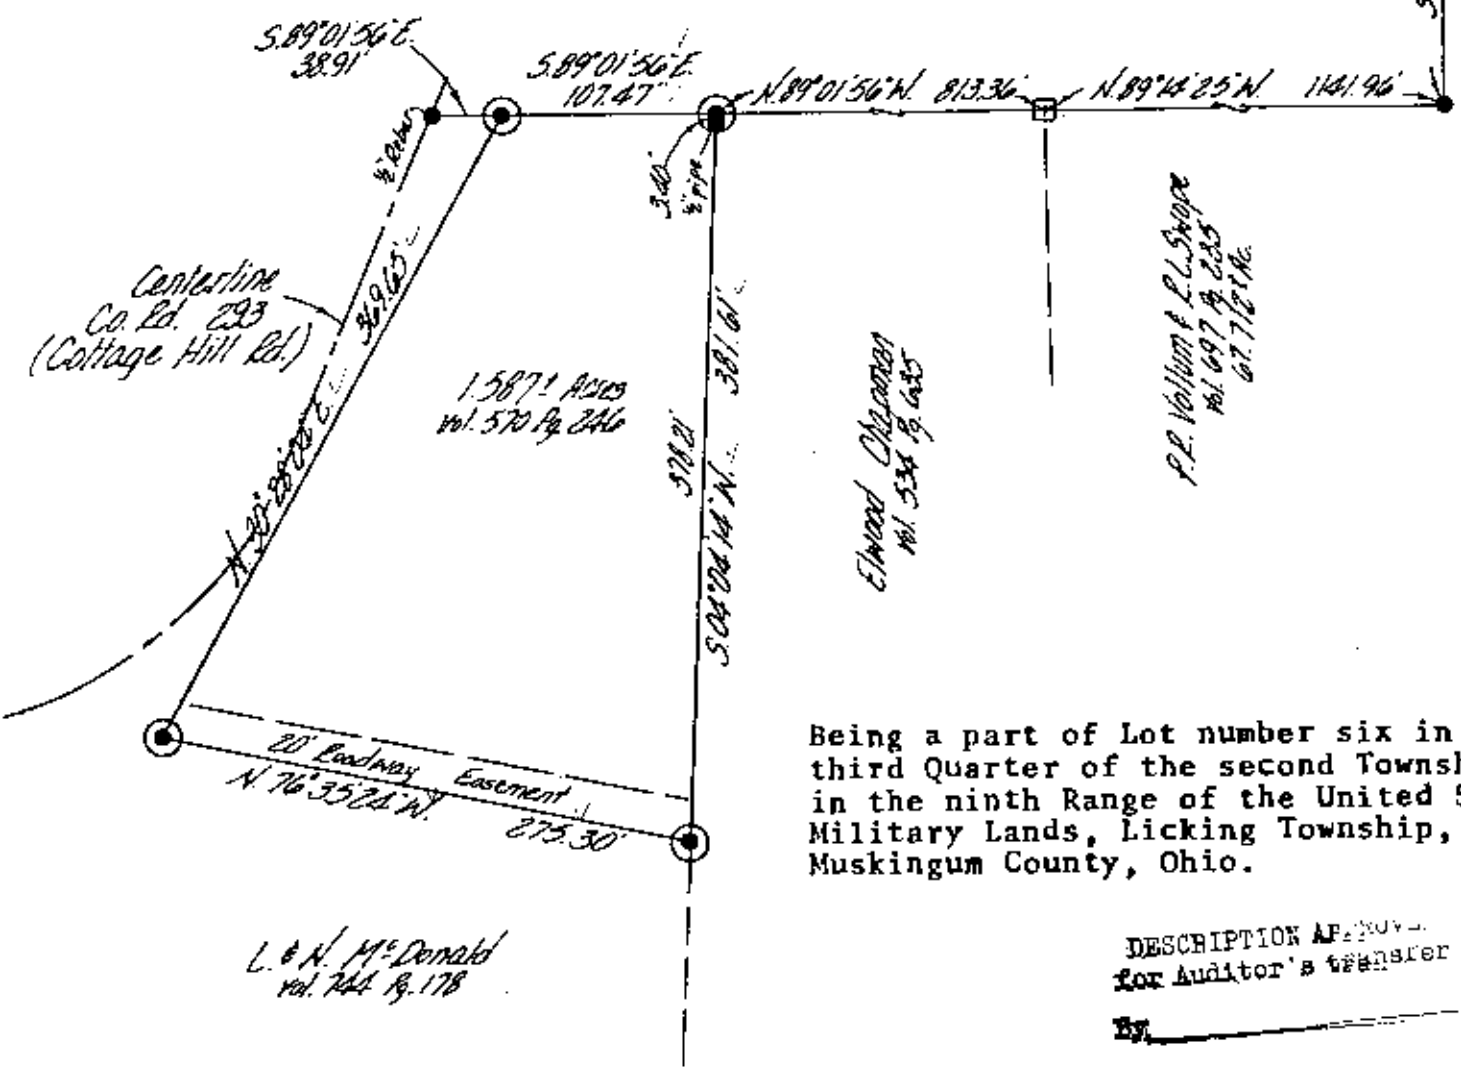 S.89°01'56"E.
38.91'
S.89°01'56"E.
107.47'
N.89°01'56"W. 813.36'
N.89°14'25"W. 1141.96'
½" Rebar
3.40'
½" pipe
Centerline
Co. Rd. 293
(Cottage Hill Rd.)
369.65'
N. 30° E.
1.587± Acres
vol. 570 Pg. 246
378.21'
S.04°04'14"W. 381.61'
Elwood
vol. 534 Pg. 635
P.R. Vollum & R.L. Swope
vol. 697 Pg. 235
67.712± Ac.
20' Roadway Easement
N. 76°35'24" W.
275.30'
L. & N. McDonald
vol. 744 Pg. 178
Being a part of Lot number six in
third Quarter of the second Townsh
in the ninth Range of the United S
Military Lands, Licking Township,
Muskingum County, Ohio.
DESCRIPTION
for Auditor's transfer
By